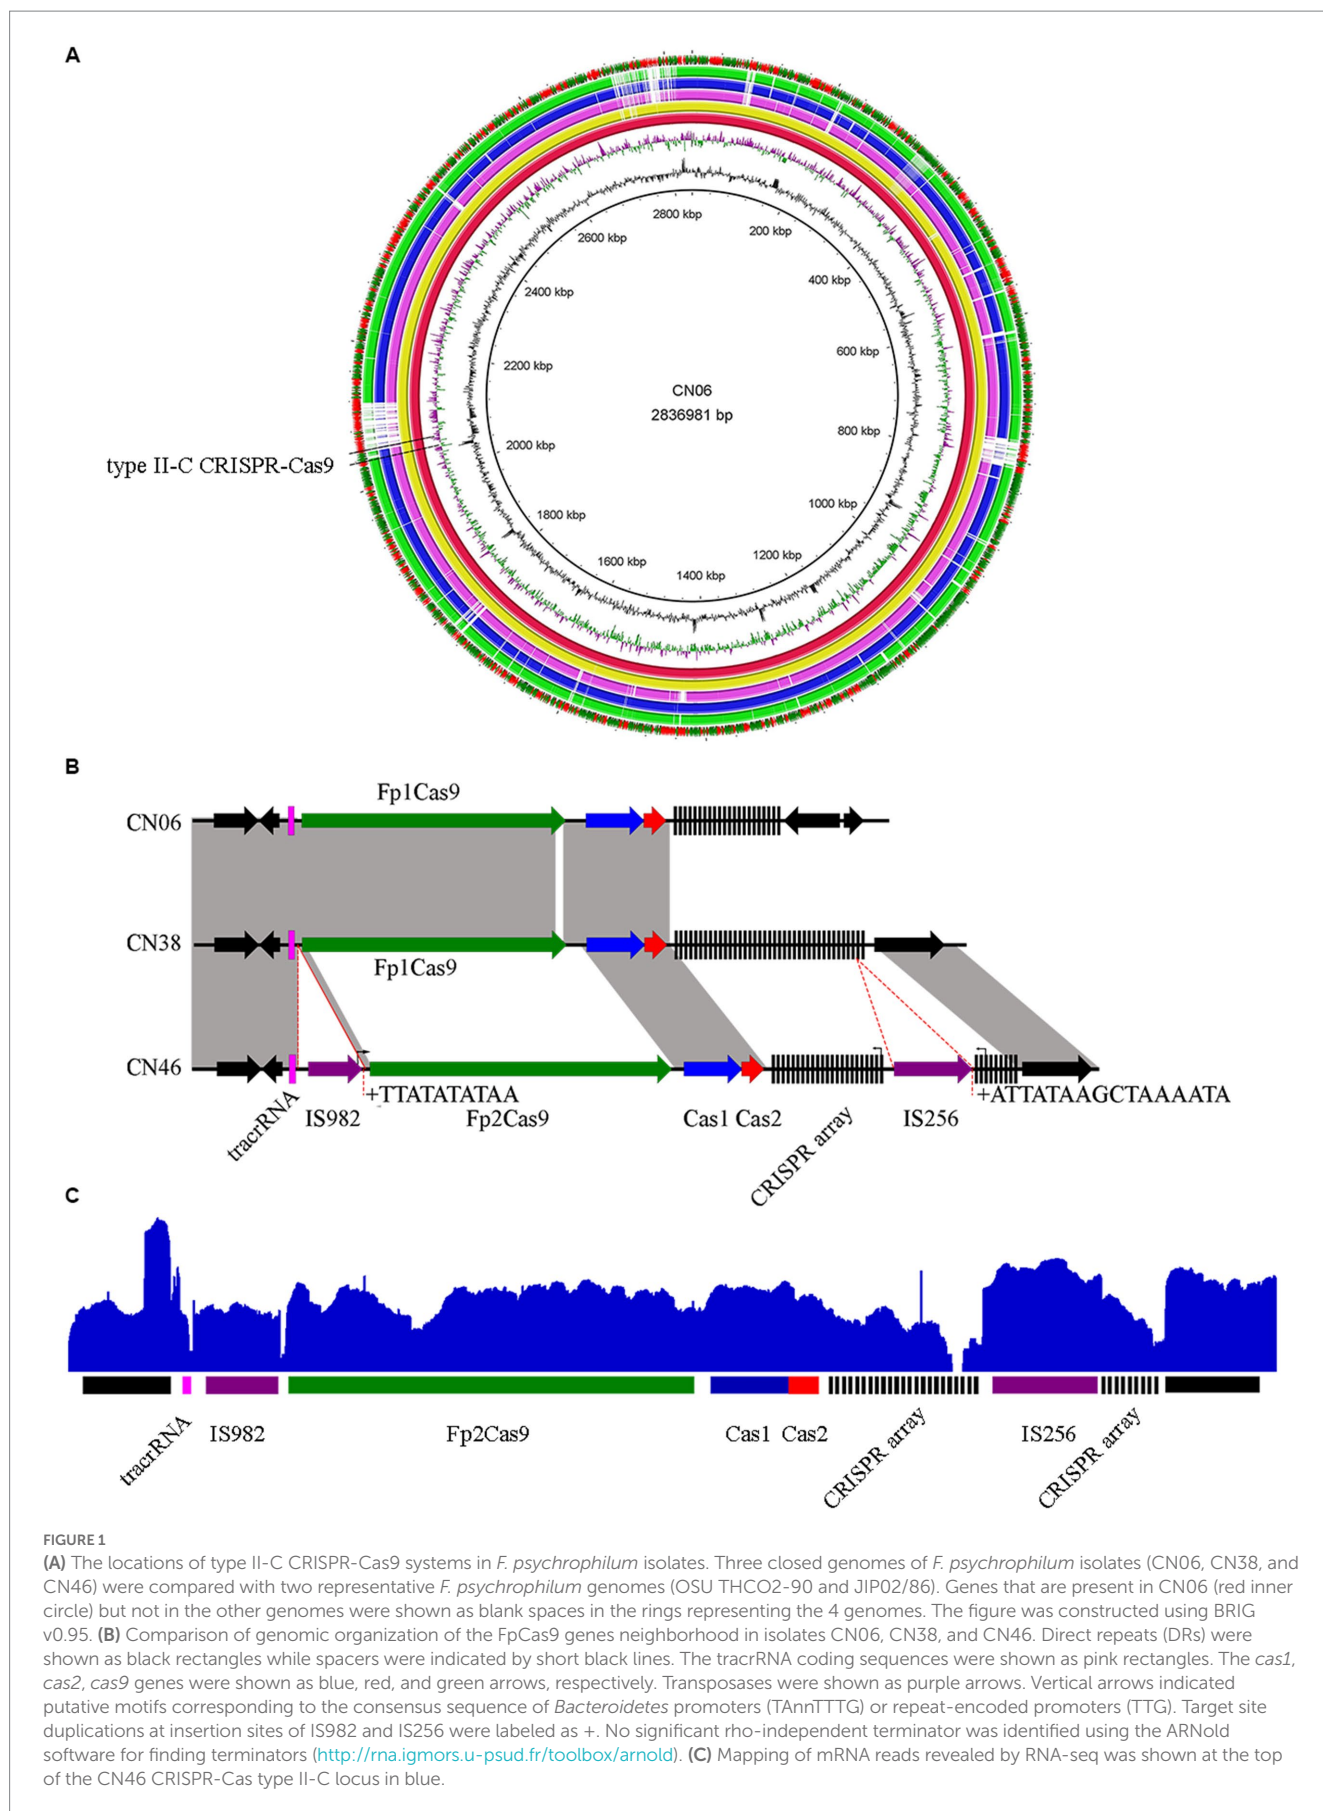 A
2800 kbp
200 kbp
2600 kbp
400 kbp
2400 kbp
600 kbp
2200 kbp
CN06
2836981 bp
800 kbp
2000 kbp
type II-C CRISPR-Cas9
1000 kbp
1800 kbp
1200 kbp
1600 kbp
1400 kbp
B
Fp1Cas9
CN06
CN38
Fp1Cas9
CN46
+TTATATATAA
+ATTATAAGCTAAAATA
tracrRNA
IS982
Fp2Cas9
Cas1 Cas2
CRISPR array
IS256
C
tracrRNA
IS982
Fp2Cas9
Cas1 Cas2
CRISPR array
IS256
CRISPR array
FIGURE 1
(A) The locations of type II-C CRISPR-Cas9 systems in F. psychrophilum isolates. Three closed genomes of F. psychrophilum isolates (CN06, CN38, and
CN46) were compared with two representative F. psychrophilum genomes (OSU THCO2-90 and JIP02/86). Genes that are present in CN06 (red inner
circle) but not in the other genomes were shown as blank spaces in the rings representing the 4 genomes. The figure was constructed using BRIG
v0.95. (B) Comparison of genomic organization of the FpCas9 genes neighborhood in isolates CN06, CN38, and CN46. Direct repeats (DRs) were
shown as black rectangles while spacers were indicated by short black lines. The tracrRNA coding sequences were shown as pink rectangles. The cas1,
cas2, cas9 genes were shown as blue, red, and green arrows, respectively. Transposases were shown as purple arrows. Vertical arrows indicated
putative motifs corresponding to the consensus sequence of Bacteroidetes promoters (TAnnTTTG) or repeat-encoded promoters (TTG). Target site
duplications at insertion sites of IS982 and IS256 were labeled as +. No significant rho-independent terminator was identified using the ARNold
software for finding terminators (http://rna.igmors.u-psud.fr/toolbox/arnold). (C) Mapping of mRNA reads revealed by RNA-seq was shown at the top
of the CN46 CRISPR-Cas type II-C locus in blue.